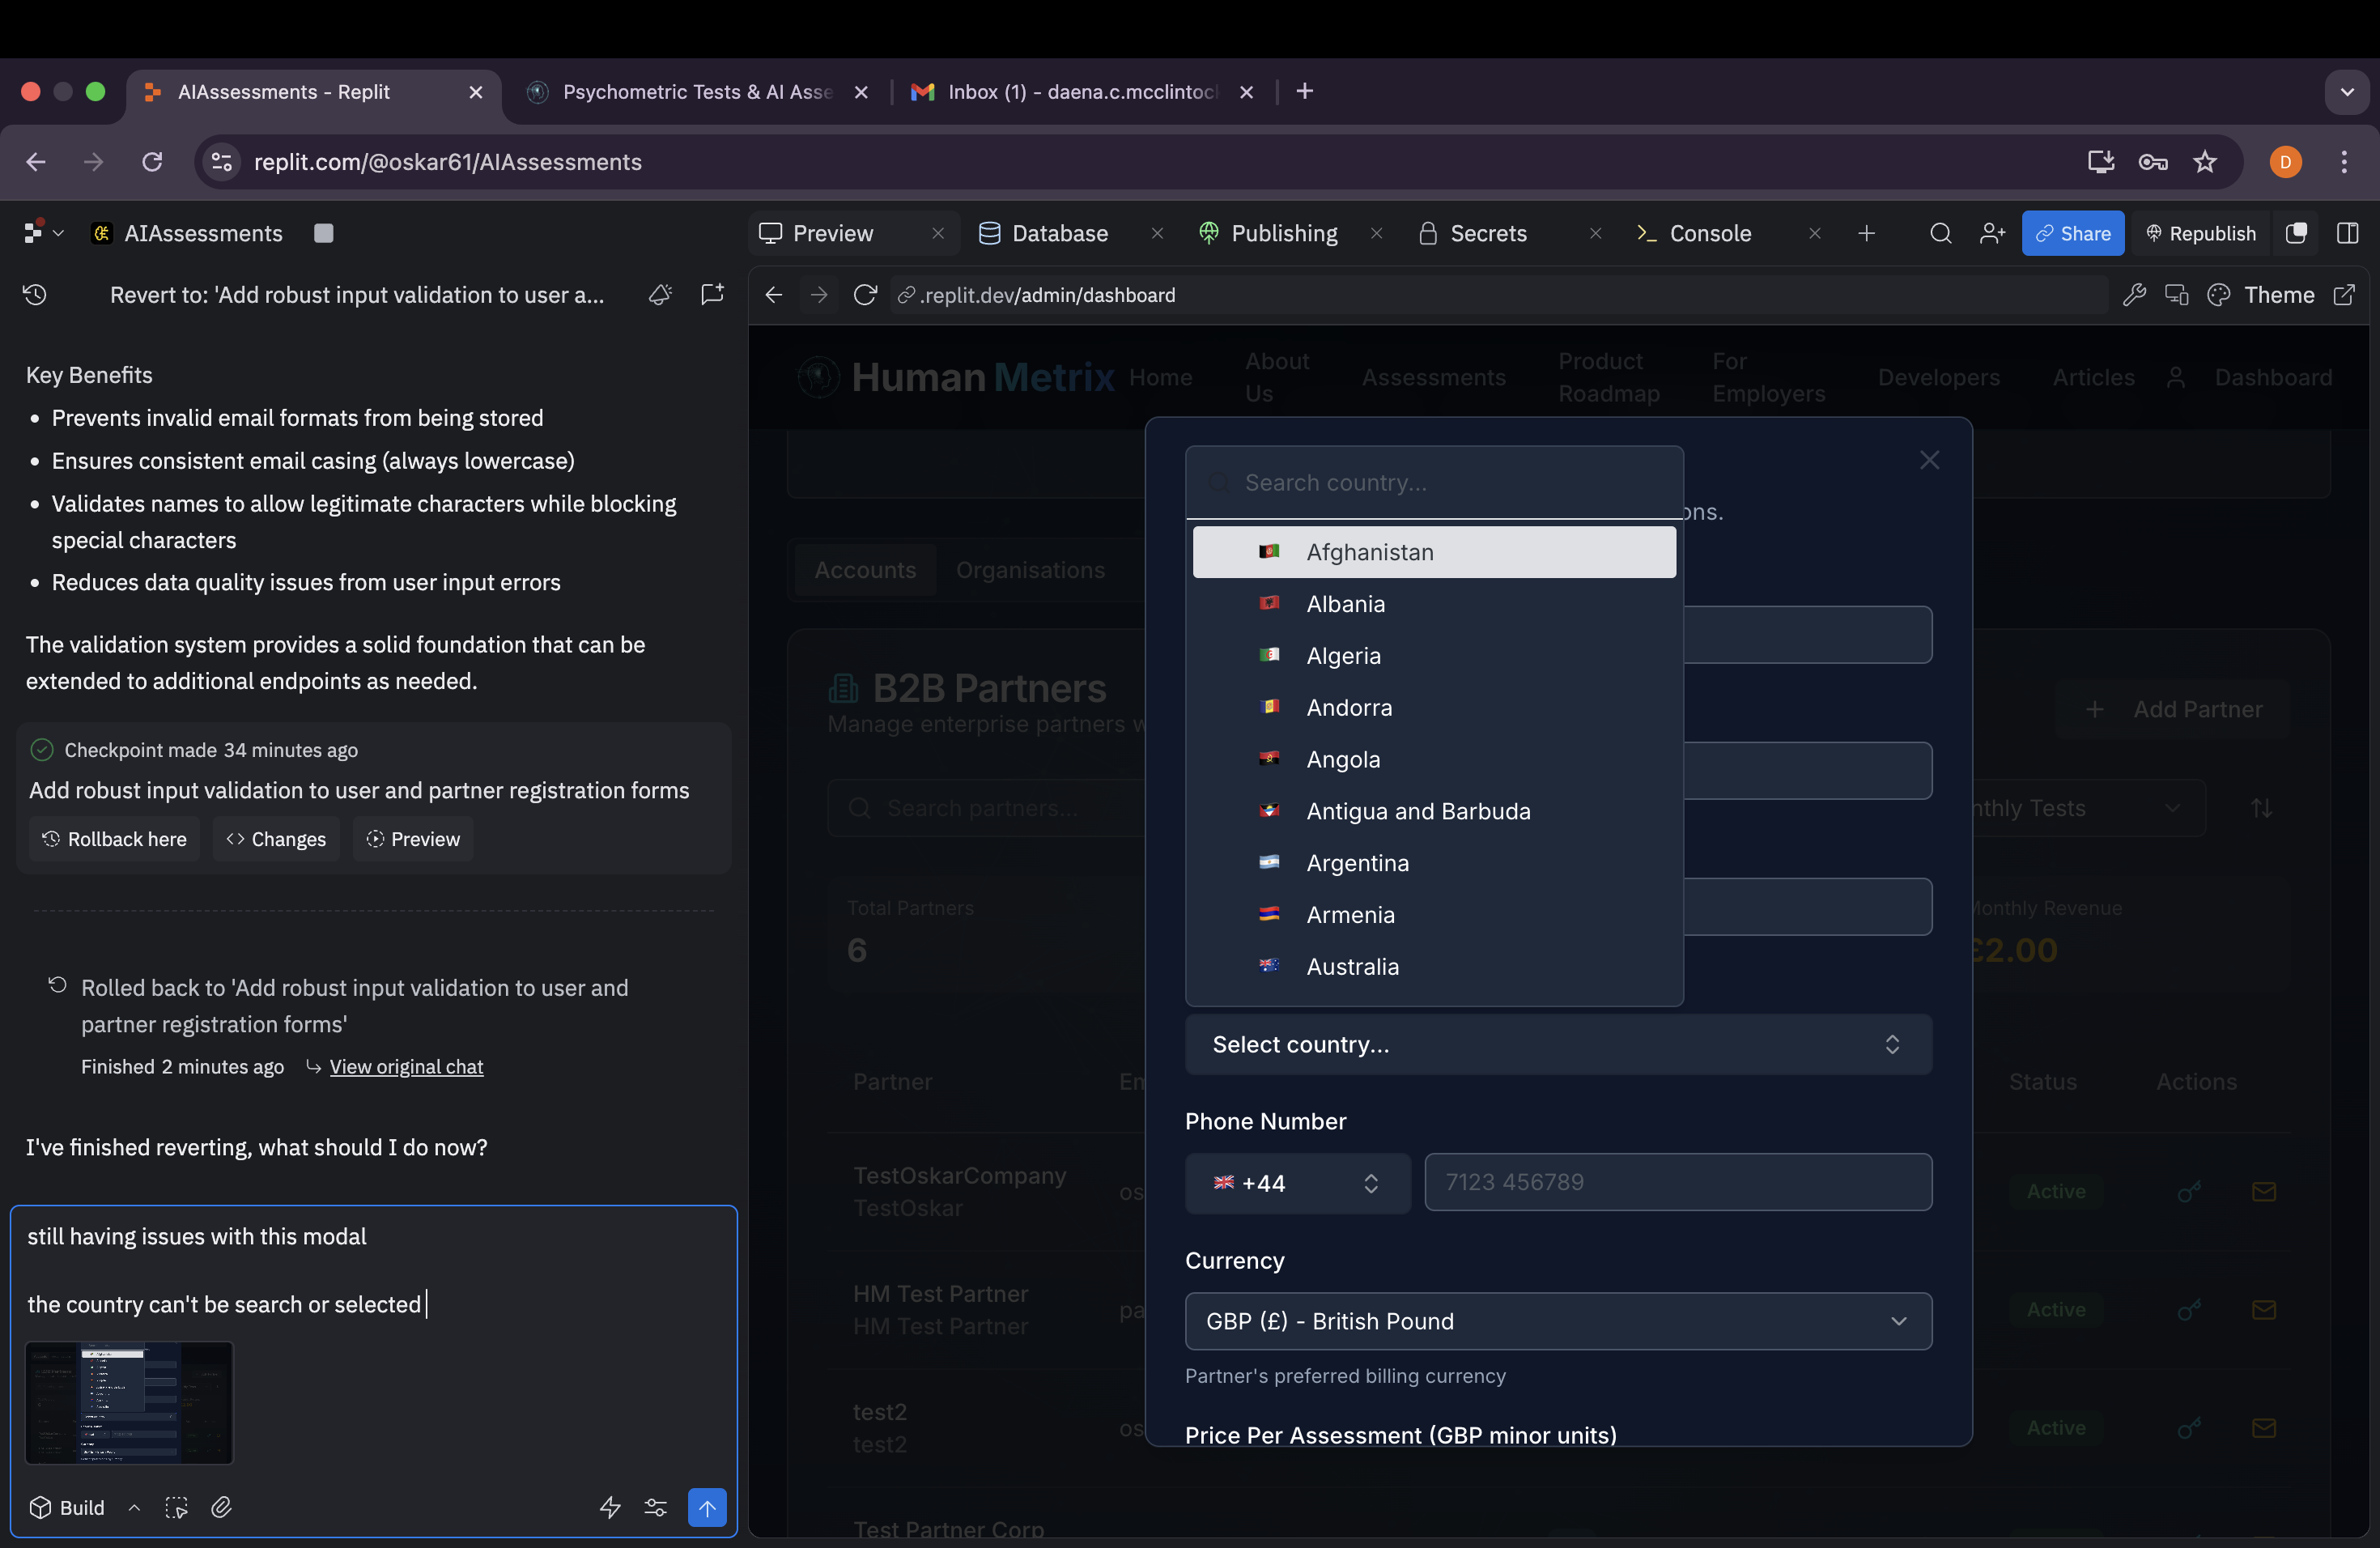 AIAssessments - Replit
Psychometric Tests & AI Asse
Inbox (1) - daena.c.mcclintoc
replit.com/@oskar61/AIAssessments
D
AIAssessments
Preview
Database
Publishing
Secrets
Console
Share
Republish
Revert to: 'Add robust input validation to user a...
.replit.dev/admin/dashboard
Theme
Key Benefits
• Prevents invalid email formats from being stored
• Ensures consistent email casing (always lowercase)
• Validates names to allow legitimate characters while blocking
special characters
• Reduces data quality issues from user input errors
The validation system provides a solid foundation that can be
extended to additional endpoints as needed.
Checkpoint made 34 minutes ago
Add robust input validation to user and partner registration forms
Rollback here
Changes
Preview
Rolled back to 'Add robust input validation to user and
partner registration forms'
Finished 2 minutes ago
View original chat
I've finished reverting, what should I do now?
still having issues with this modal
the country can't be search or selected
Build
Human Metrix
Home
About
Us
Assessments
Product
Roadmap
For
Employers
Developers
Articles
Dashboard
Accounts
Organisations
B2B Partners
Manage enterprise partners w
Add Partner
Search partners...
nthly Tests
Total Partners
6
Monthly Revenue
£2.00
Partner
Em
Status
Actions
TestOskarCompany
TestOskar
os
Active
HM Test Partner
HM Test Partner
pa
Active
test2
test2
os
Active
Test Partner Corp
Search country...
ons.
Afghanistan
Albania
Algeria
Andorra
Angola
Antigua and Barbuda
Argentina
Armenia
Australia
Select country...
Phone Number
+44
7123 456789
Currency
GBP (£) - British Pound
Partner's preferred billing currency
Price Per Assessment (GBP minor units)